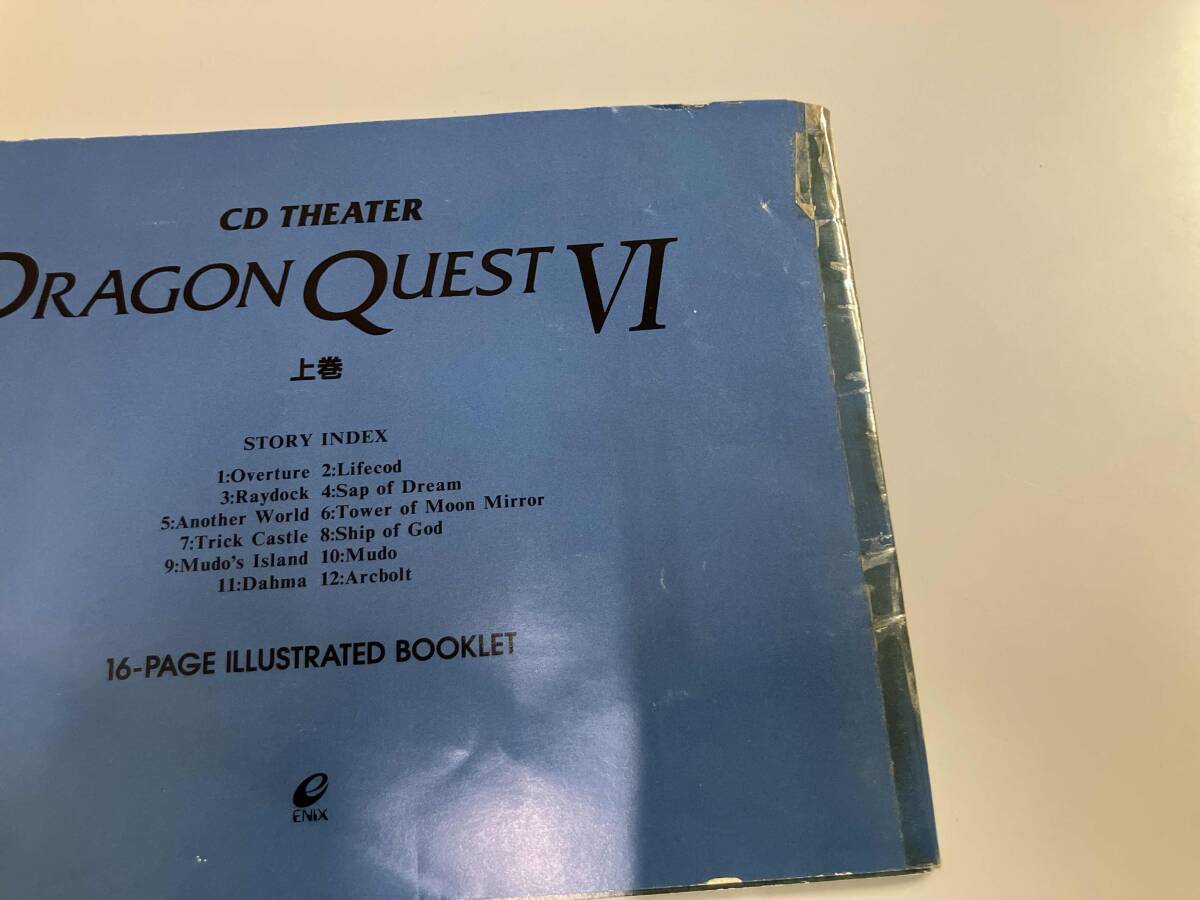 CD THEATER
DRAGON QUEST VI
上巻
STORY INDEX
1:Overture 2:Lifecod
3:Raydock 4:Sap of Dream
5:Another World 6:Tower of Moon Mirror
7:Trick Castle 8:Ship of God
9:Mudo's Island 10:Mudo
11:Dahma 12:Arcbolt
16-PAGE ILLUSTRATED BOOKLET
e
ENIX